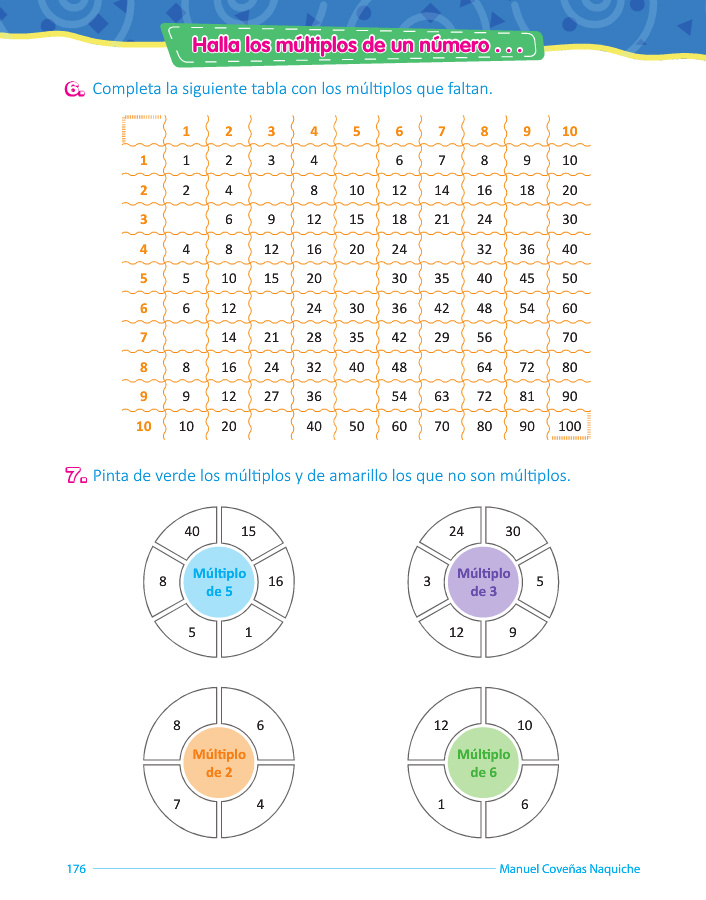 Halla los múltiplos de un número . . .
6. Completa la siguiente tabla con los múltiplos que faltan.
1 2 3 4 5 6 7 8 9 10
1 1 2 3 4 6 7 8 9 10
2 2 4 8 10 12 14 16 18 20
3 6 9 12 15 18 21 24 30
4 4 8 12 16 20 24 32 36 40
5 5 10 15 20 30 35 40 45 50
6 6 12 24 30 36 42 48 54 60
7 14 21 28 35 42 29 56 70
8 8 16 24 32 40 48 64 72 80
9 9 12 27 36 54 63 72 81 90
10 10 20 40 50 60 70 80 90 100
7. Pinta de verde los múltiplos y de amarillo los que no son múltiplos.
40 15
8 Múltiplo 16
de 5
5 1
24 30
3 Múltiplo 5
de 3
12 9
8 6
Múltiplo
de 2
7 4
12 10
Múltiplo
de 6
1 6
176 Manuel Coveñas Naquiche